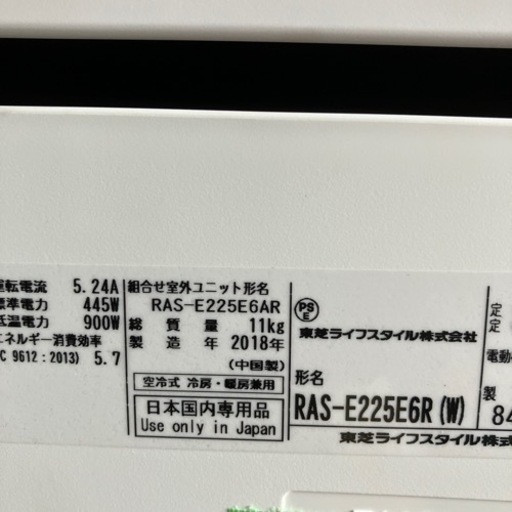 運転電流 5.24A
標準電力 445W
低温電力 900W
エネルギー消費効率
C 9612:2013) 5.7
組合せ室外ユニット形名
RAS-E225E6AR
総質量 11kg
製造年 2018年
(中国製)
空冷式 冷房・暖房兼用
日本国内専用品
Use only in Japan
PS
E
東芝ライフスタイル株式会社
形名
RAS-E225E6R(W)
東芝ライフスタイル株式
定
定
電動
製
84